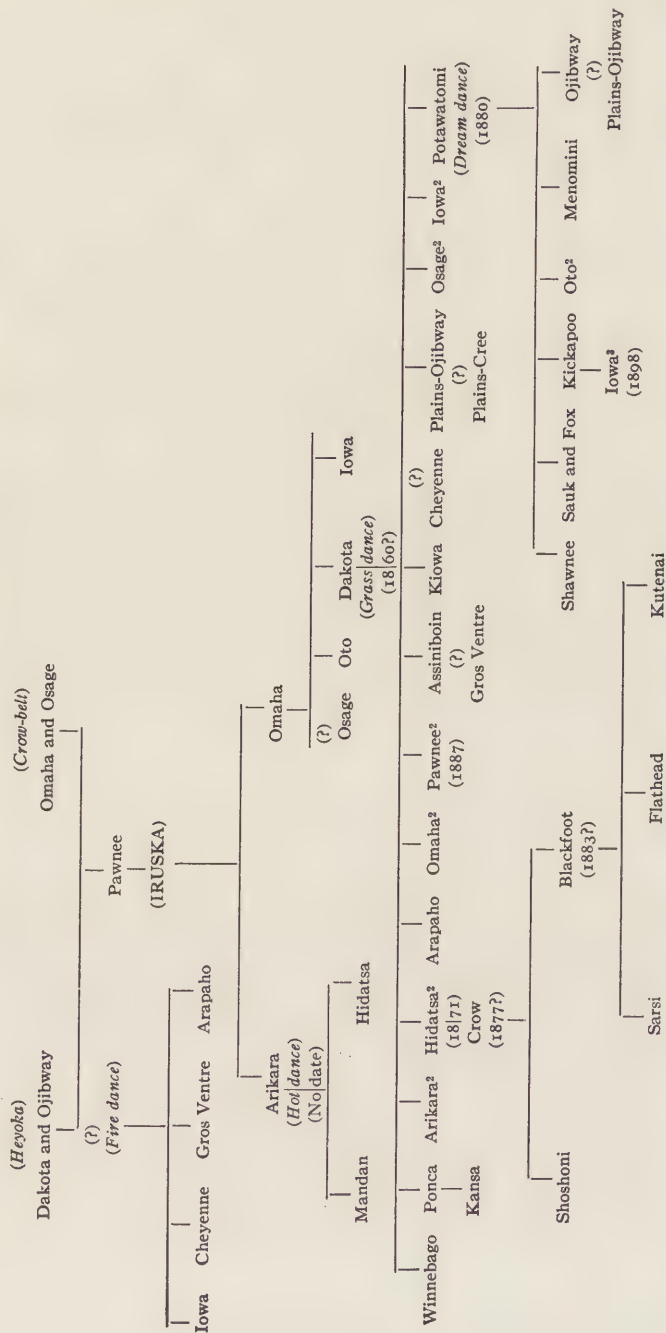 (Heyoka) (Crow-belt)
Dakota and Ojibway Omaha and Osage
(?) Pawnee
(Fire dance) (IRUSKA)
Iowa Cheyenne Gros Ventre Arapaho
Arikara Omaha
(Hot dance)
(No date)
Mandan Hidatsa
(?)
Osage Oto Dakota Iowa
(Grass dance)
(1860?)
(?)
Winnebago Ponca Arikara² Hidatsa² Arapaho Omaha² Pawnee² Assiniboin Kiowa Cheyenne Plains-Ojibway Osage² Iowa² Potawatomi
(1871) (1887) (?) (?) (Dream dance)
Kansa Crow Gros Ventre Plains-Cree (1880)
(1877?)
Shoshoni Blackfoot
(1883?)
Shawnee Sauk and Fox Kickapoo Oto² Menomini Ojibway
(?)
Iowa³ Plains-Ojibway
(1898)
Sarsi Flathead Kutenai